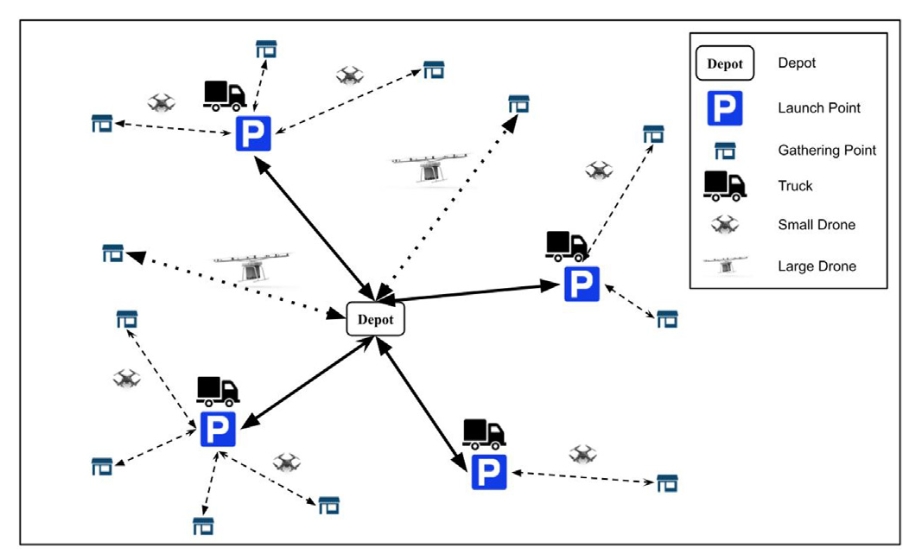 P
P
Depot
P
P
Depot
Depot
P
Launch Point
Gathering Point
Truck
Small Drone
Large Drone